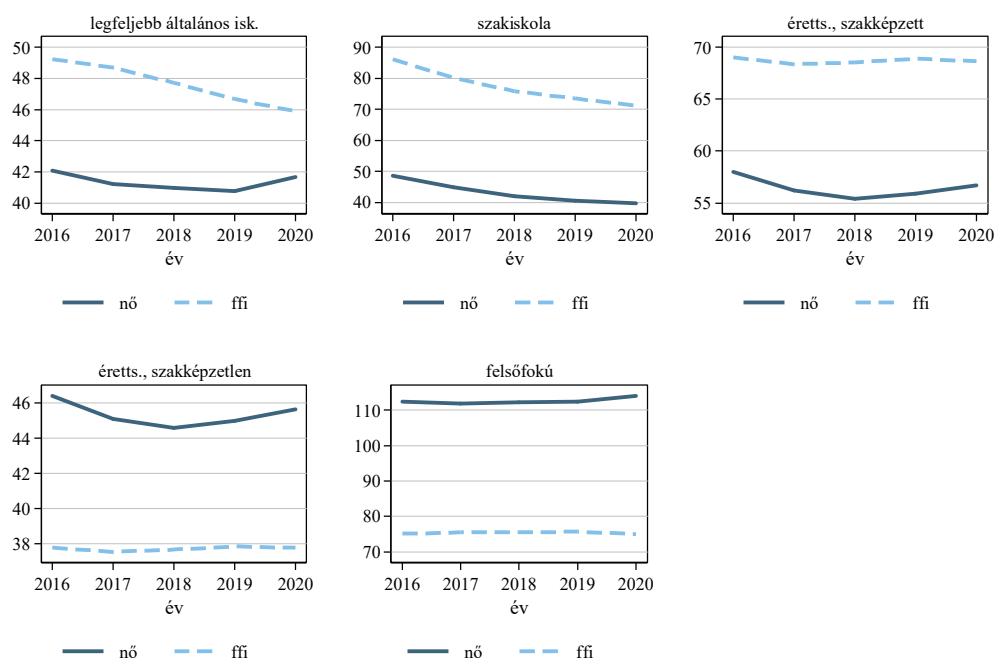 legfeljebb általános isk.
50
48
46
44
42
40
2016 2017 2018 2019 2020
év
nő ffi
szakiskola
90
80
70
60
50
40
2016 2017 2018 2019 2020
év
nő ffi
éretts., szakképzett
70
65
60
55
2016 2017 2018 2019 2020
év
nő ffi
éretts., szakképzetlen
46
44
42
40
38
2016 2017 2018 2019 2020
év
nő ffi
felsőfokú
110
100
90
80
70
2016 2017 2018 2019 2020
év
nő ffi